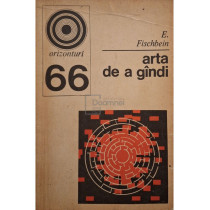 orizonturi
66
E.
Fischbein
arta
de a gîndi